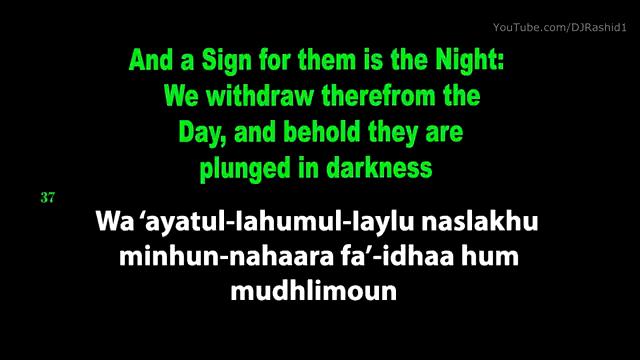 YouTube.com/DJRashid1
And a Sign for them is the Night:
We withdraw therefrom the
Day, and behold they are
plunged in darkness
37
Wa ‘ayatul-lahumul-laylu naslakhu
minhun-nahaara fa’-idhaa hum
mudhlimoun